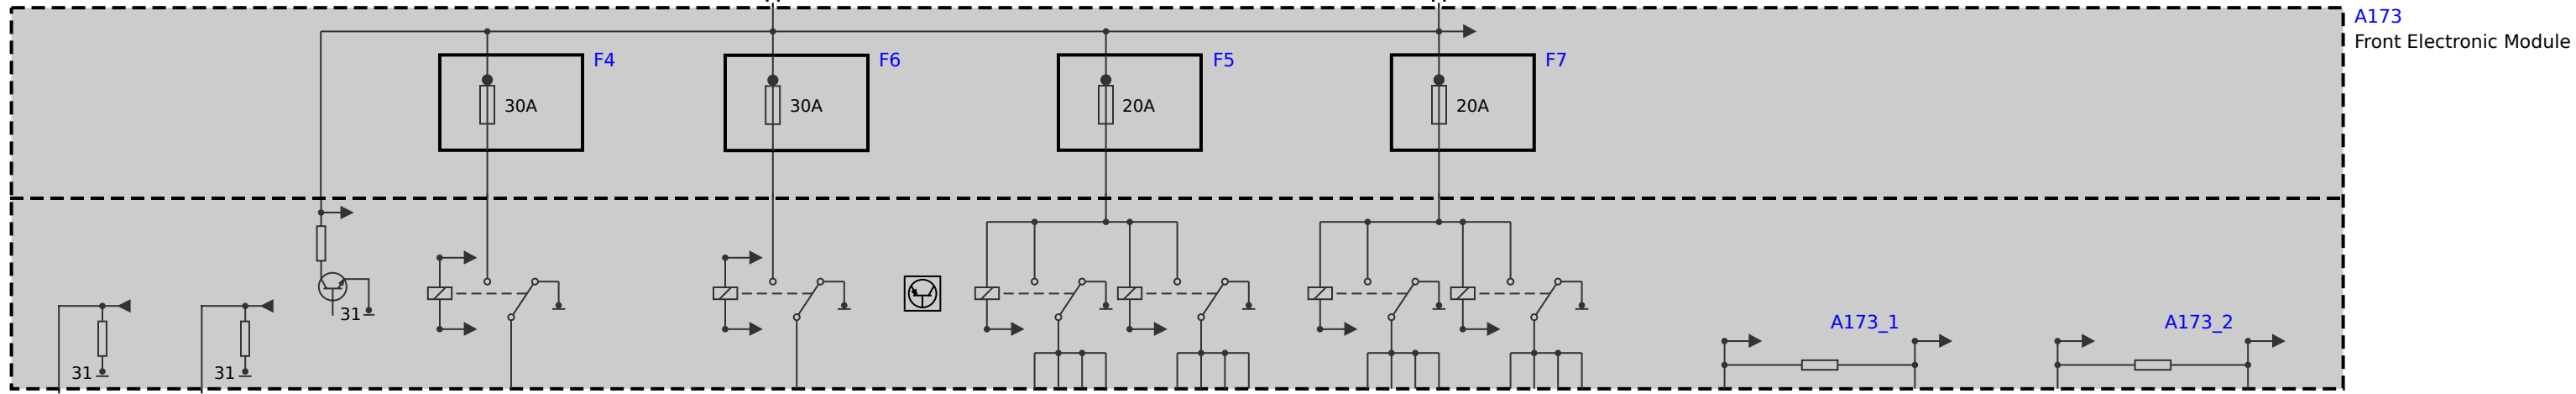 A173
Front Electronic Module
F4
F6
F5
F7
30A
30A
20A
20A
31
A173_1
A173_2
31
31